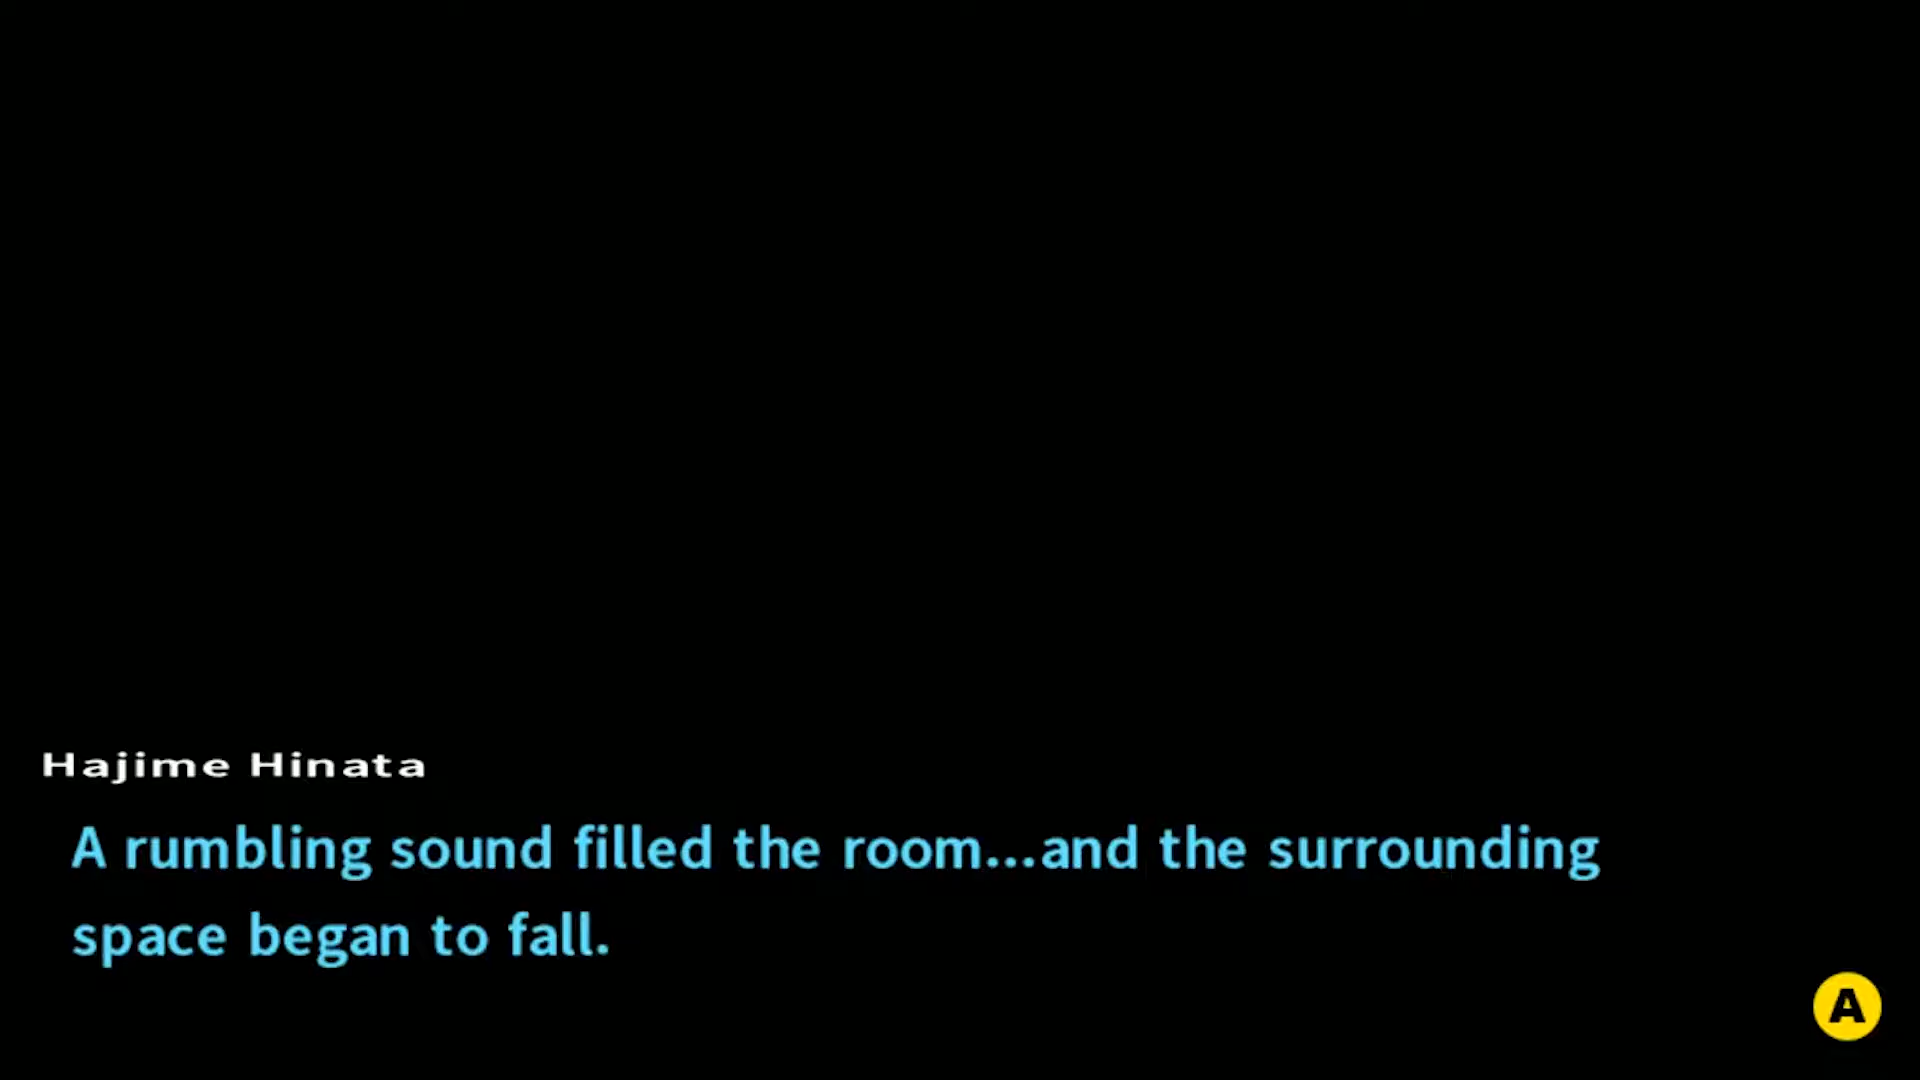 Hajime Hinata
A rumbling sound filled the room...and the surrounding
space began to fall.
A